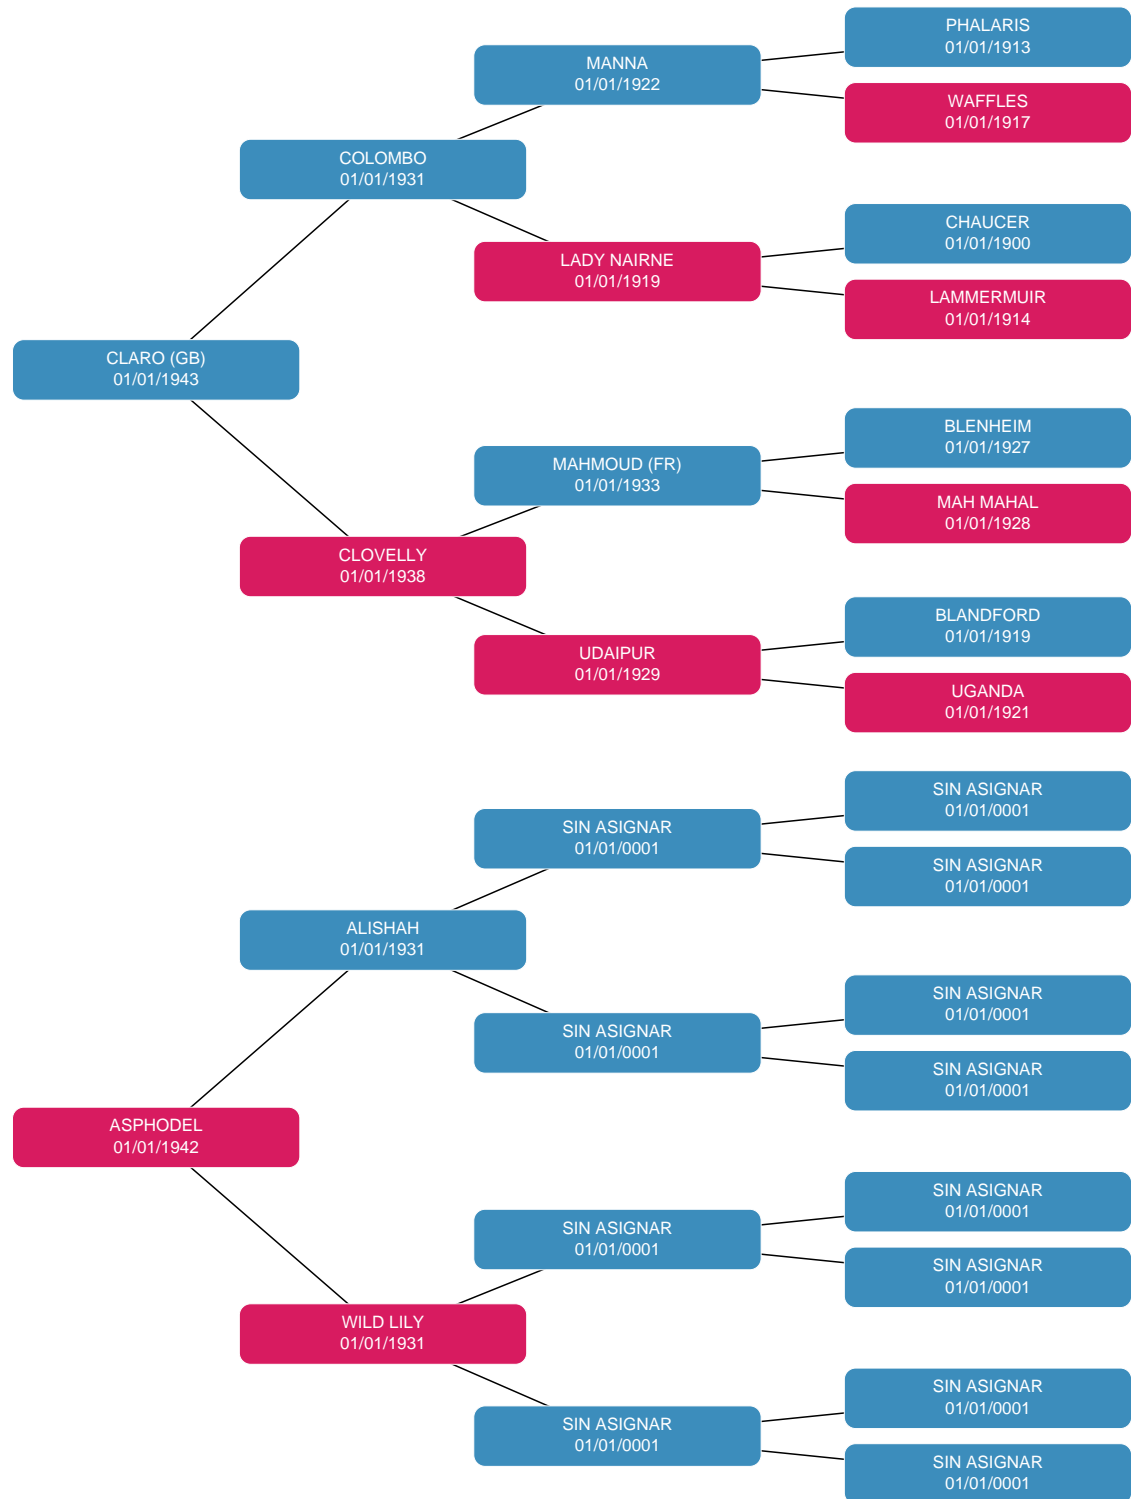 PHALARIS
01/01/1913
MANNA
01/01/1922
WAFFLES
01/01/1917
COLOMBO
01/01/1931
CHAUCER
01/01/1900
LADY NAIRNE
01/01/1919
LAMMERMUIR
01/01/1914
CLARO (GB)
01/01/1943
BLENHEIM
01/01/1927
MAHMOUD (FR)
01/01/1933
MAH MAHAL
01/01/1928
CLOVELLY
01/01/1938
BLANDFORD
01/01/1919
UDAIPUR
01/01/1929
UGANDA
01/01/1921
SIN ASIGNAR
01/01/0001
SIN ASIGNAR
01/01/0001
SIN ASIGNAR
01/01/0001
ALISHAH
01/01/1931
SIN ASIGNAR
01/01/0001
SIN ASIGNAR
01/01/0001
SIN ASIGNAR
01/01/0001
ASPHODEL
01/01/1942
SIN ASIGNAR
01/01/0001
SIN ASIGNAR
01/01/0001
SIN ASIGNAR
01/01/0001
WILD LILY
01/01/1931
SIN ASIGNAR
01/01/0001
SIN ASIGNAR
01/01/0001
SIN ASIGNAR
01/01/0001